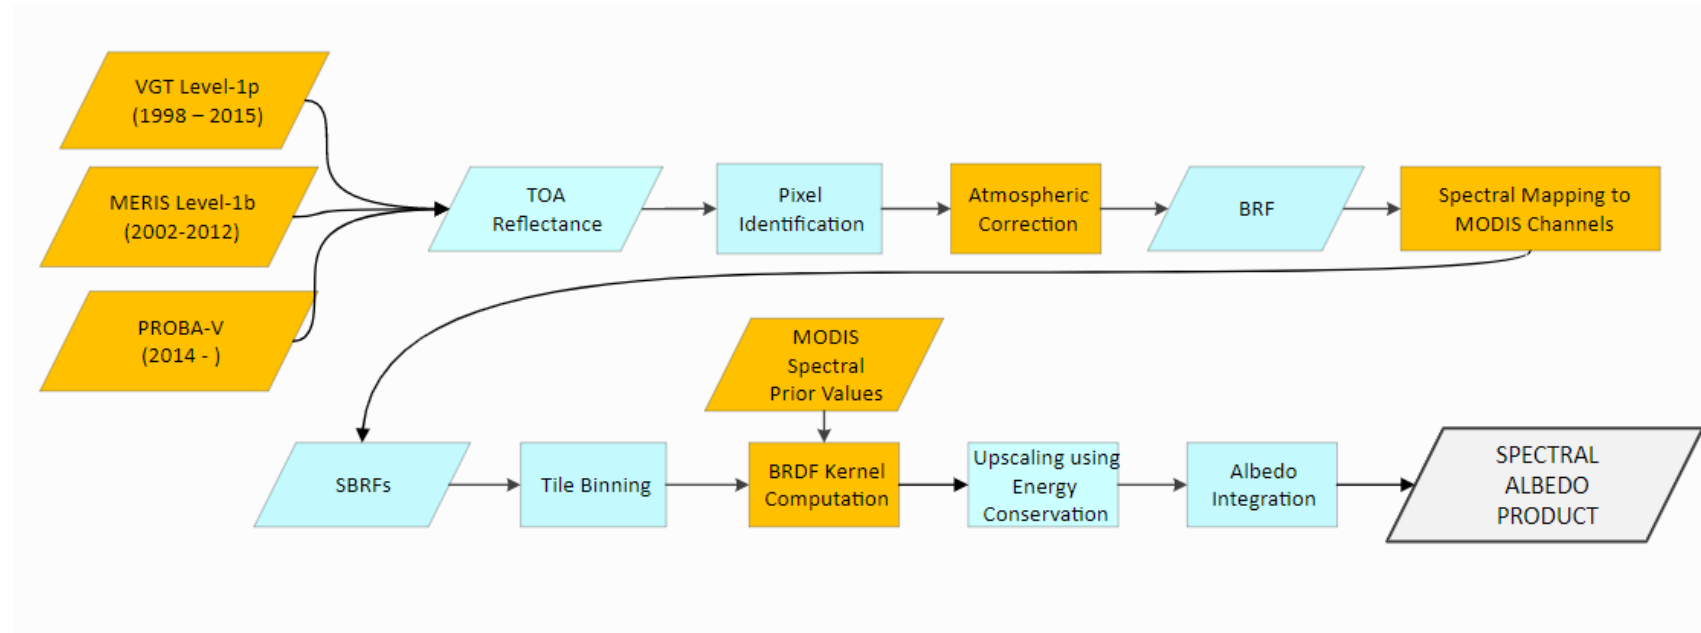 VGT Level-1p
(1998 – 2015)
MERIS Level-1b
(2002-2012)
PROBA-V
(2014 - )
TOA
Reflectance
Pixel
Identification
Atmospheric
Correction
BRF
Spectral Mapping to
MODIS Channels
MODIS
Spectral
Prior Values
SBRFs
Tile Binning
BRDF Kernel
Computation
Upscaling using
Energy
Conservation
Albedo
Integration
SPECTRAL
ALBEDO
PRODUCT